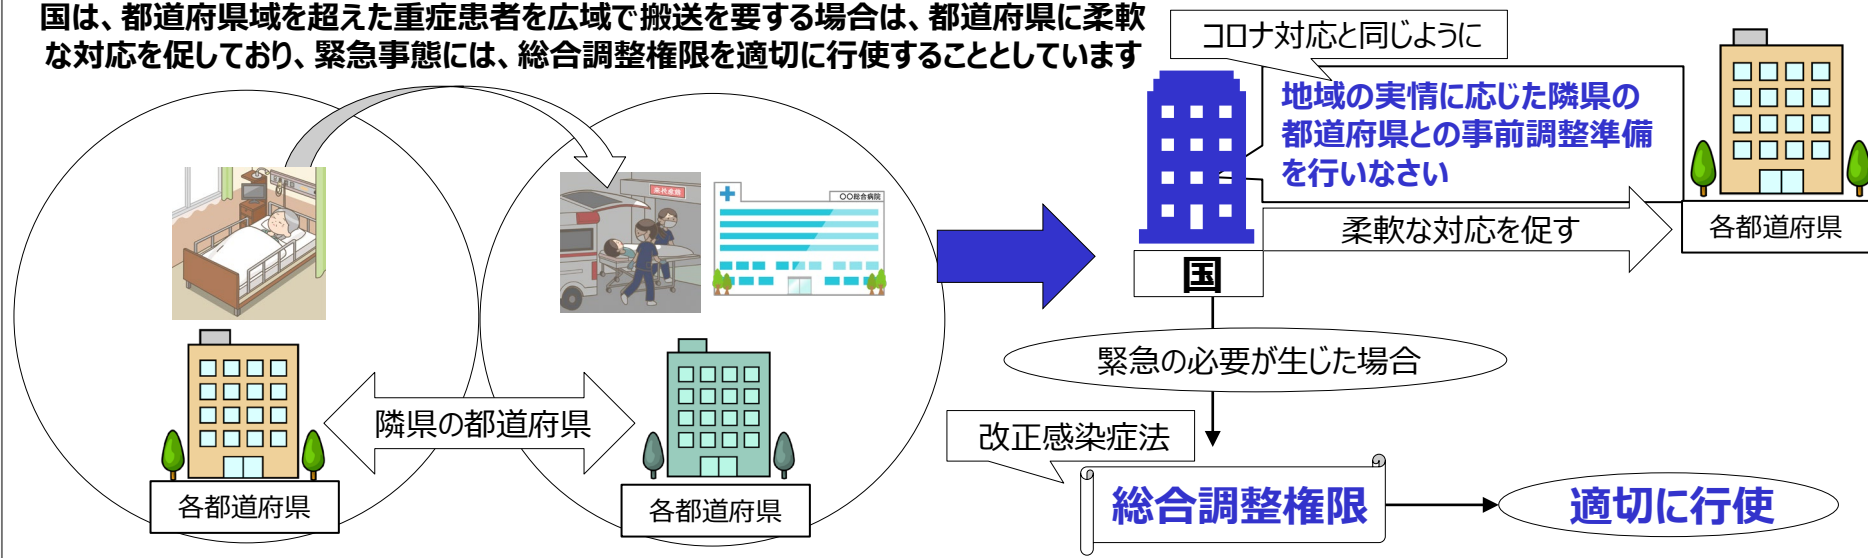 国は、都道府県域を超えた重症患者を広域で搬送を要する場合は、都道府県に柔軟
な対応を促しており、緊急事態には、総合調整権限を適切に行使することとしています
コロナ対応と同じように
地域の実情に応じた隣県の
都道府県との事前調整準備
を行いなさい
〇〇総合病院
柔軟な対応を促す
各都道府県
国
緊急の必要が生じた場合
隣県の都道府県
改正感染症法
各都道府県
各都道府県
総合調整権限
適切に行使